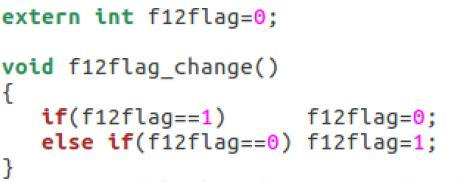 extern int f12flag=0;
void f12flag_change()
{
if(f12flag==1) f12flag=0;
else if(f12flag==0) f12flag=1;
}